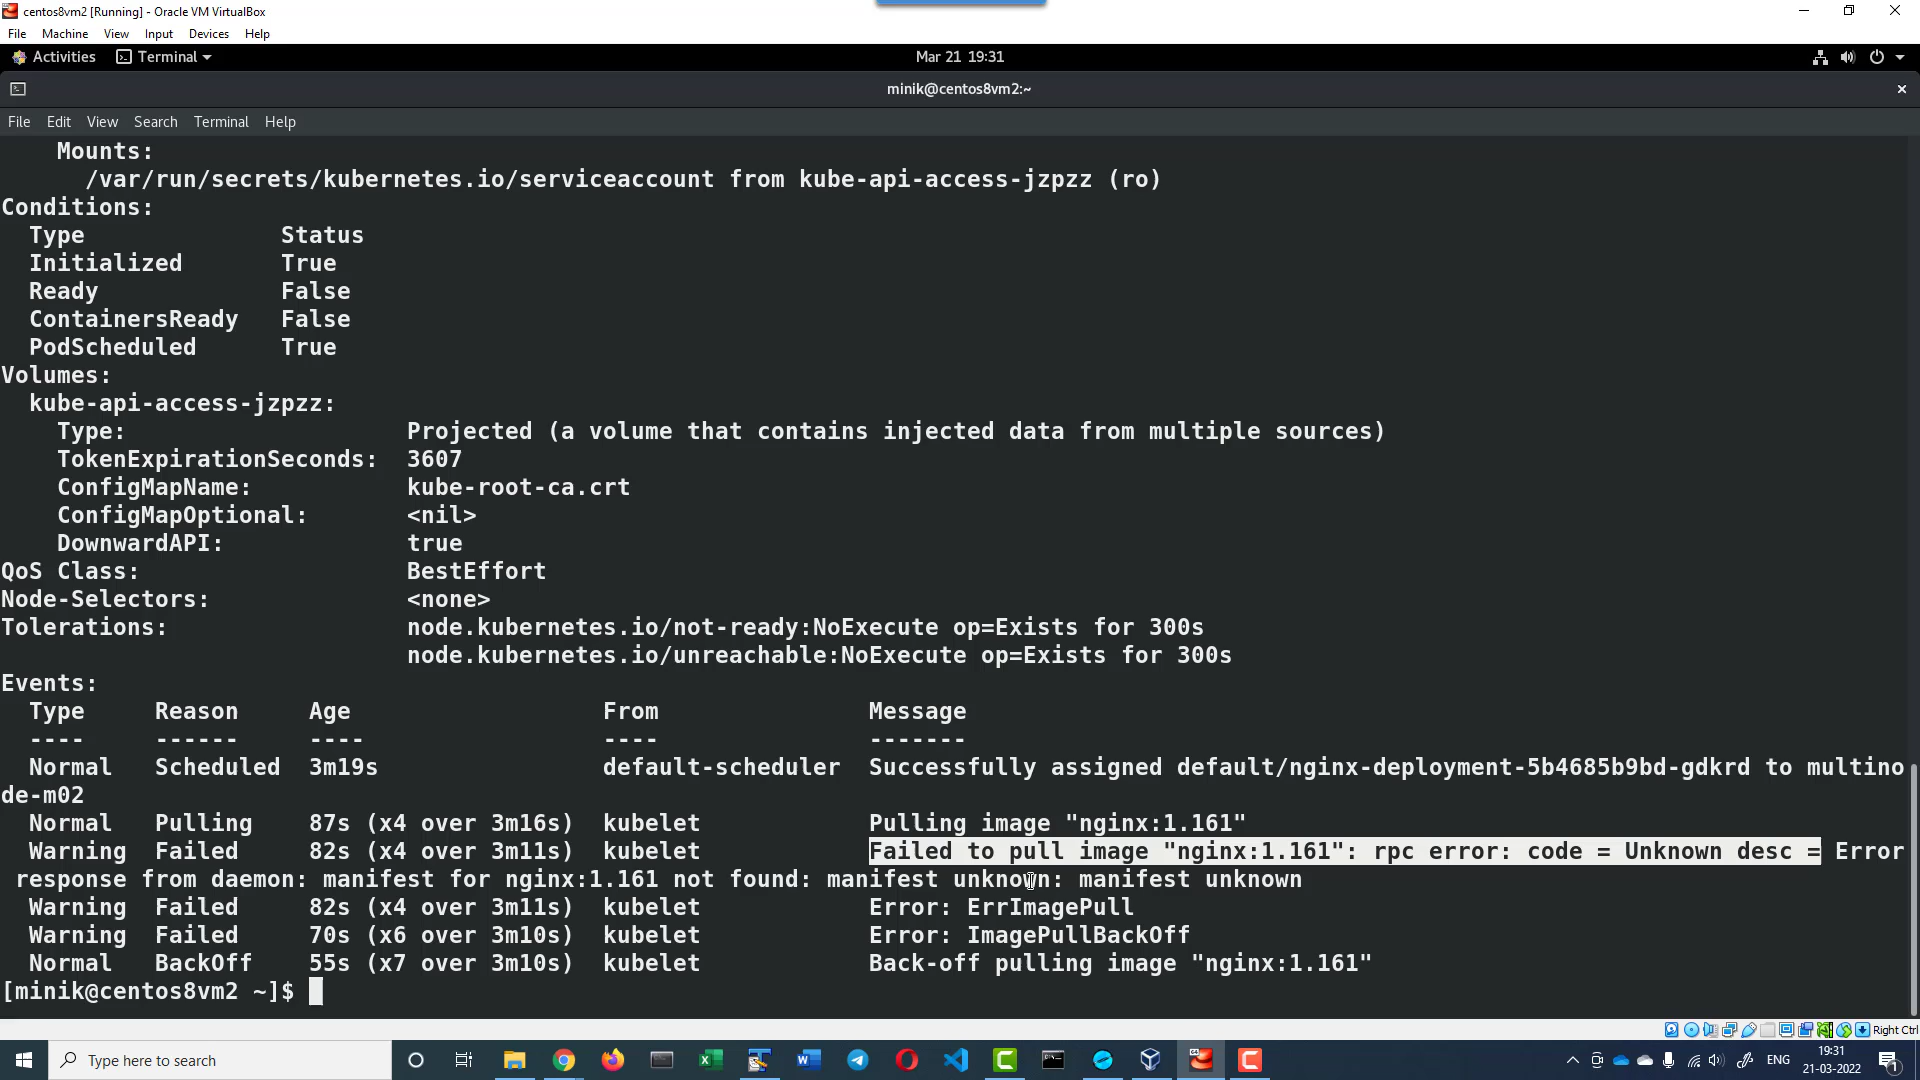 centos8vm2 [Running] - Oracle VM VirtualBox
File Machine View Input Devices Help
Activities Terminal Mar 21 19:31
minik@centos8vm2:~
File Edit View Search Terminal Help
Mounts:
/var/run/secrets/kubernetes.io/serviceaccount from kube-api-access-jzpzz (ro)
Conditions:
Type Status
Initialized True
Ready False
ContainersReady False
PodScheduled True
Volumes:
kube-api-access-jzpzz:
Type: Projected (a volume that contains injected data from multiple sources)
TokenExpirationSeconds: 3607
ConfigMapName: kube-root-ca.crt
ConfigMapOptional: <nil>
DownwardAPI: true
QoS Class: BestEffort
Node-Selectors: <none>
Tolerations: node.kubernetes.io/not-ready:NoExecute op=Exists for 300s
node.kubernetes.io/unreachable:NoExecute op=Exists for 300s
Events:
Type Reason Age From Message
---- ------ ---- ---- -------
Normal Scheduled 3m19s default-scheduler Successfully assigned default/nginx-deployment-5b4685b9bd-gdkrd to multino
de-m02
Normal Pulling 87s (x4 over 3m16s) kubelet Pulling image "nginx:1.161"
Warning Failed 82s (x4 over 3m11s) kubelet Failed to pull image "nginx:1.161": rpc error: code = Unknown desc = Error
response from daemon: manifest for nginx:1.161 not found: manifest unknown: manifest unknown
Warning Failed 82s (x4 over 3m11s) kubelet Error: ErrImagePull
Warning Failed 70s (x6 over 3m10s) kubelet Error: ImagePullBackOff
Normal BackOff 55s (x7 over 3m10s) kubelet Back-off pulling image "nginx:1.161"
[minik@centos8vm2 ~]$
Right Ctrl
Type here to search
ENG
19:31
21-03-2022
1